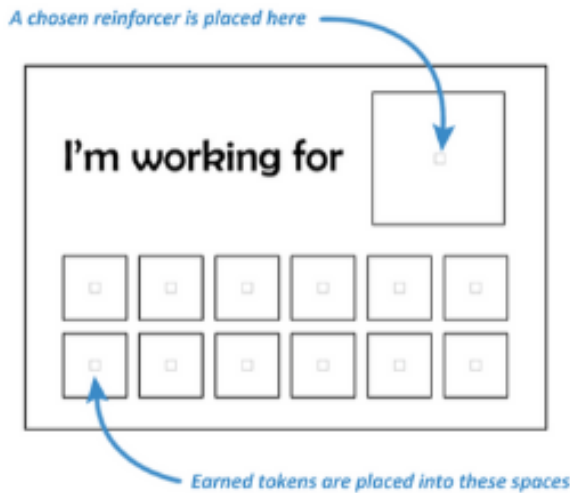 A chosen reinforcer is placed here
I'm working for
Earned tokens are placed into these spaces